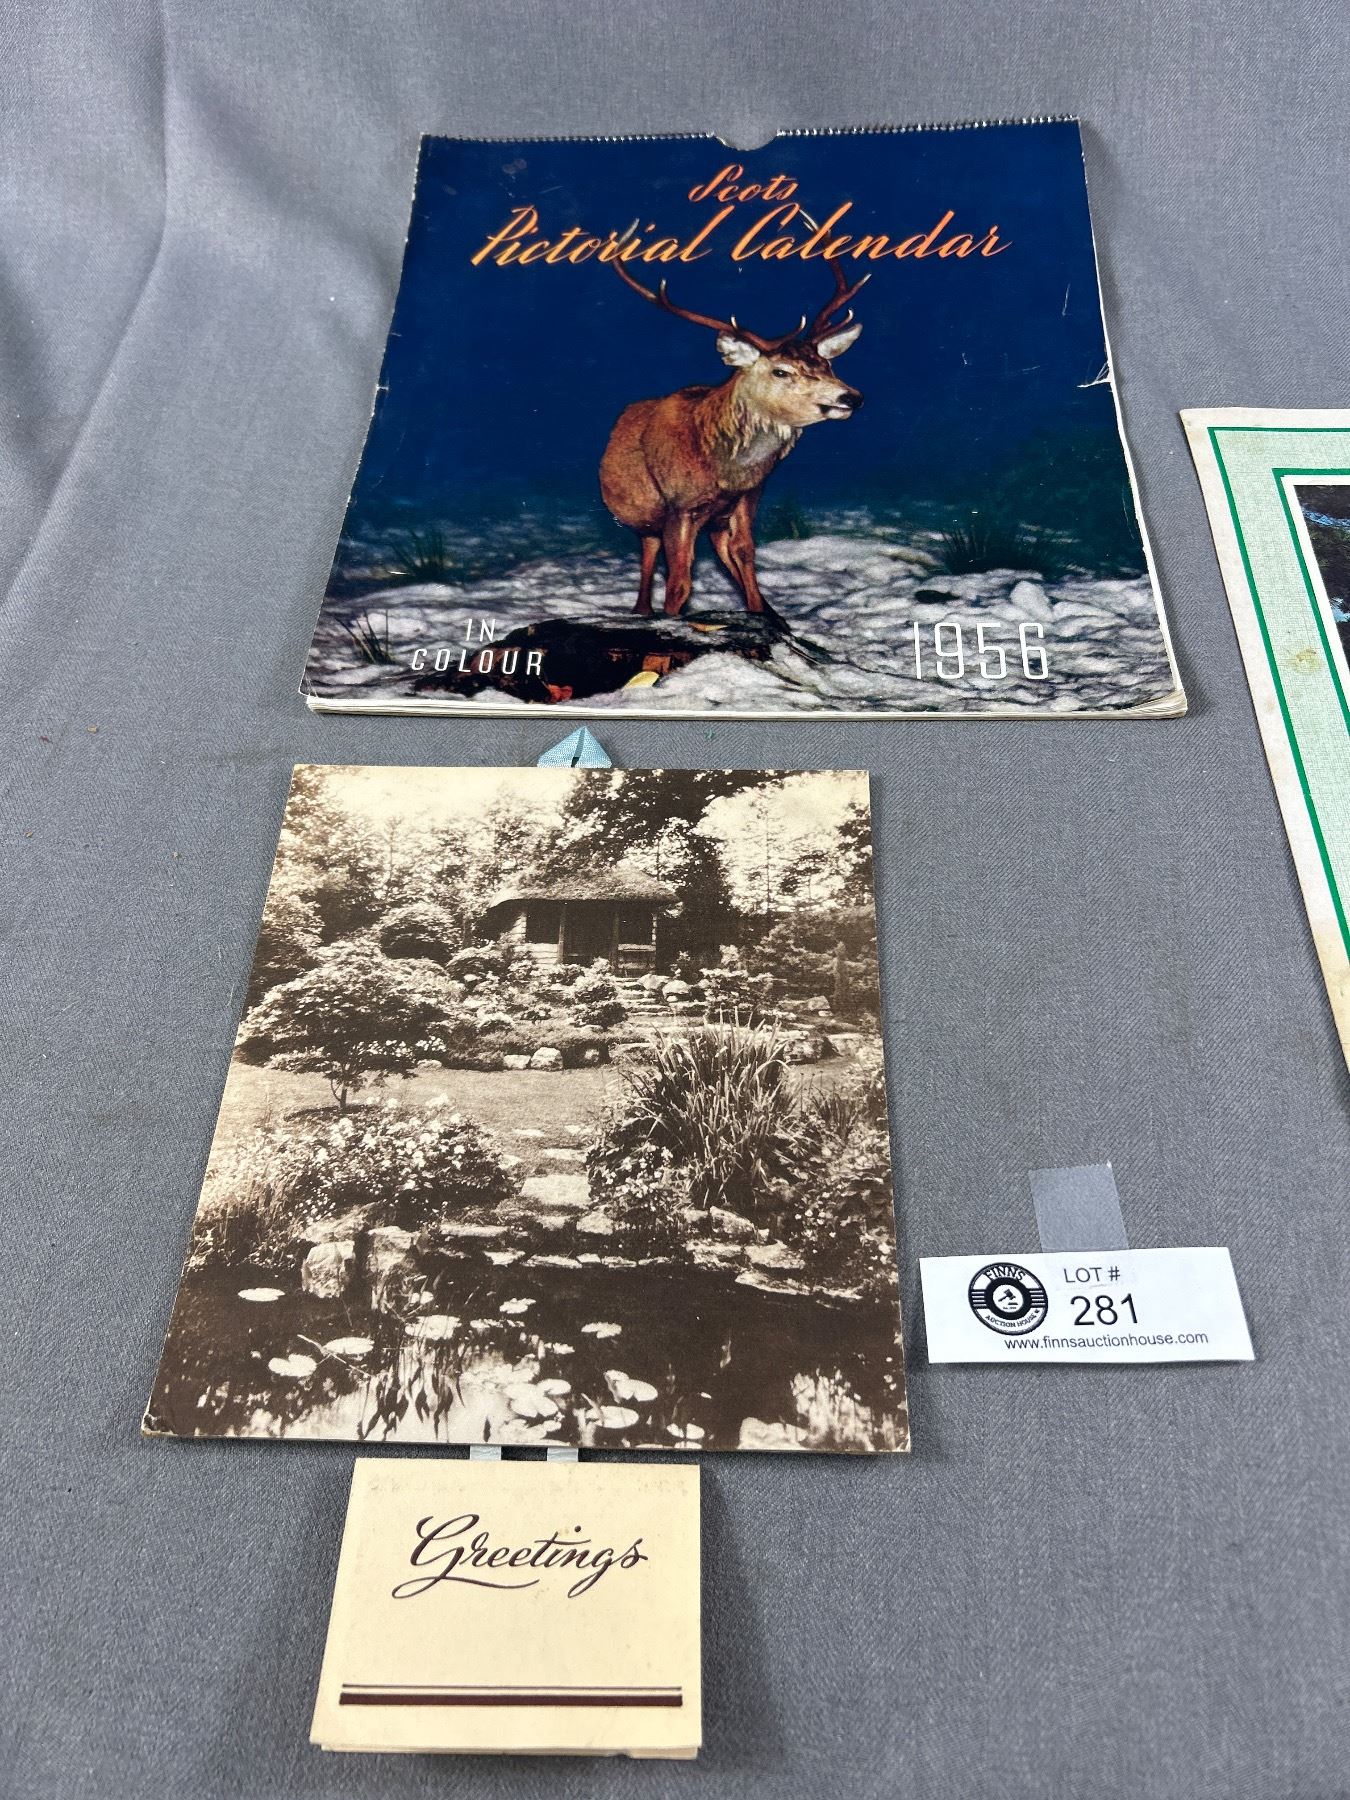 Scots
Pictorial Calendar
IN
COLOUR
1956
FINNS
AUCTION HOUSE
LOT #
281
www.finnsauctionhouse.com
Greetings